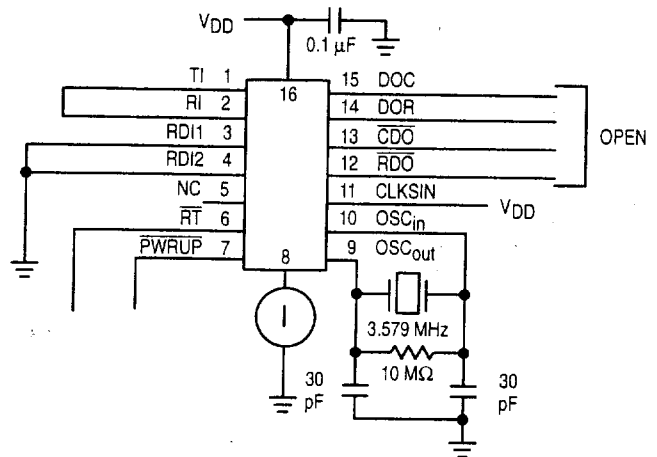 VDD
0.1 µF
TI 1
RI 2
RDI1 3
RDI2 4
NC 5
RT 6
PWRUP 7
16
8
15 DOC
14 DOR
13 CDO
12 RDO
11 CLKSIN
10 OSCin
9 OSCout
OPEN
VDD
I
3.579 MHz
10 MΩ
30
pF
30
pF